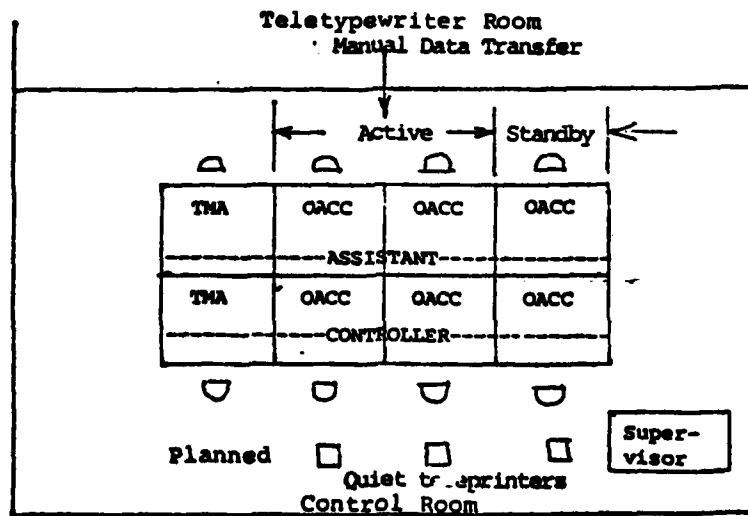 Teletypewriter Room
Manual Data Transfer
Active Standby
TMA OACC OACC OACC
ASSISTANT
TMA OACC OACC OACC
CONTROLLER
Planned
Super-
visor
Quiet
Control Room